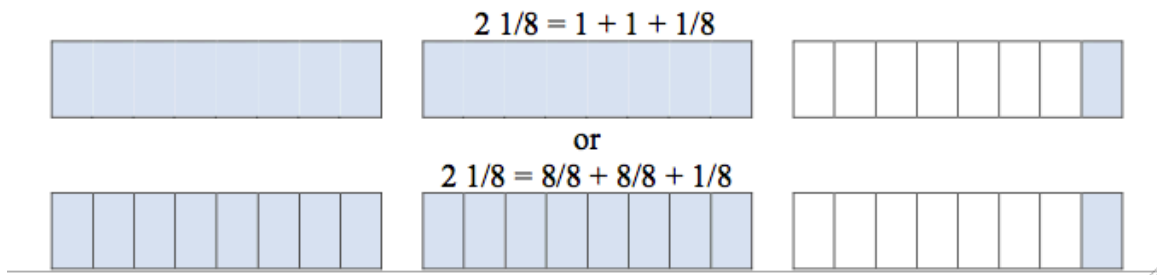 2 1/8 = 1 + 1 + 1/8
or
2 1/8 = 8/8 + 8/8 + 1/8